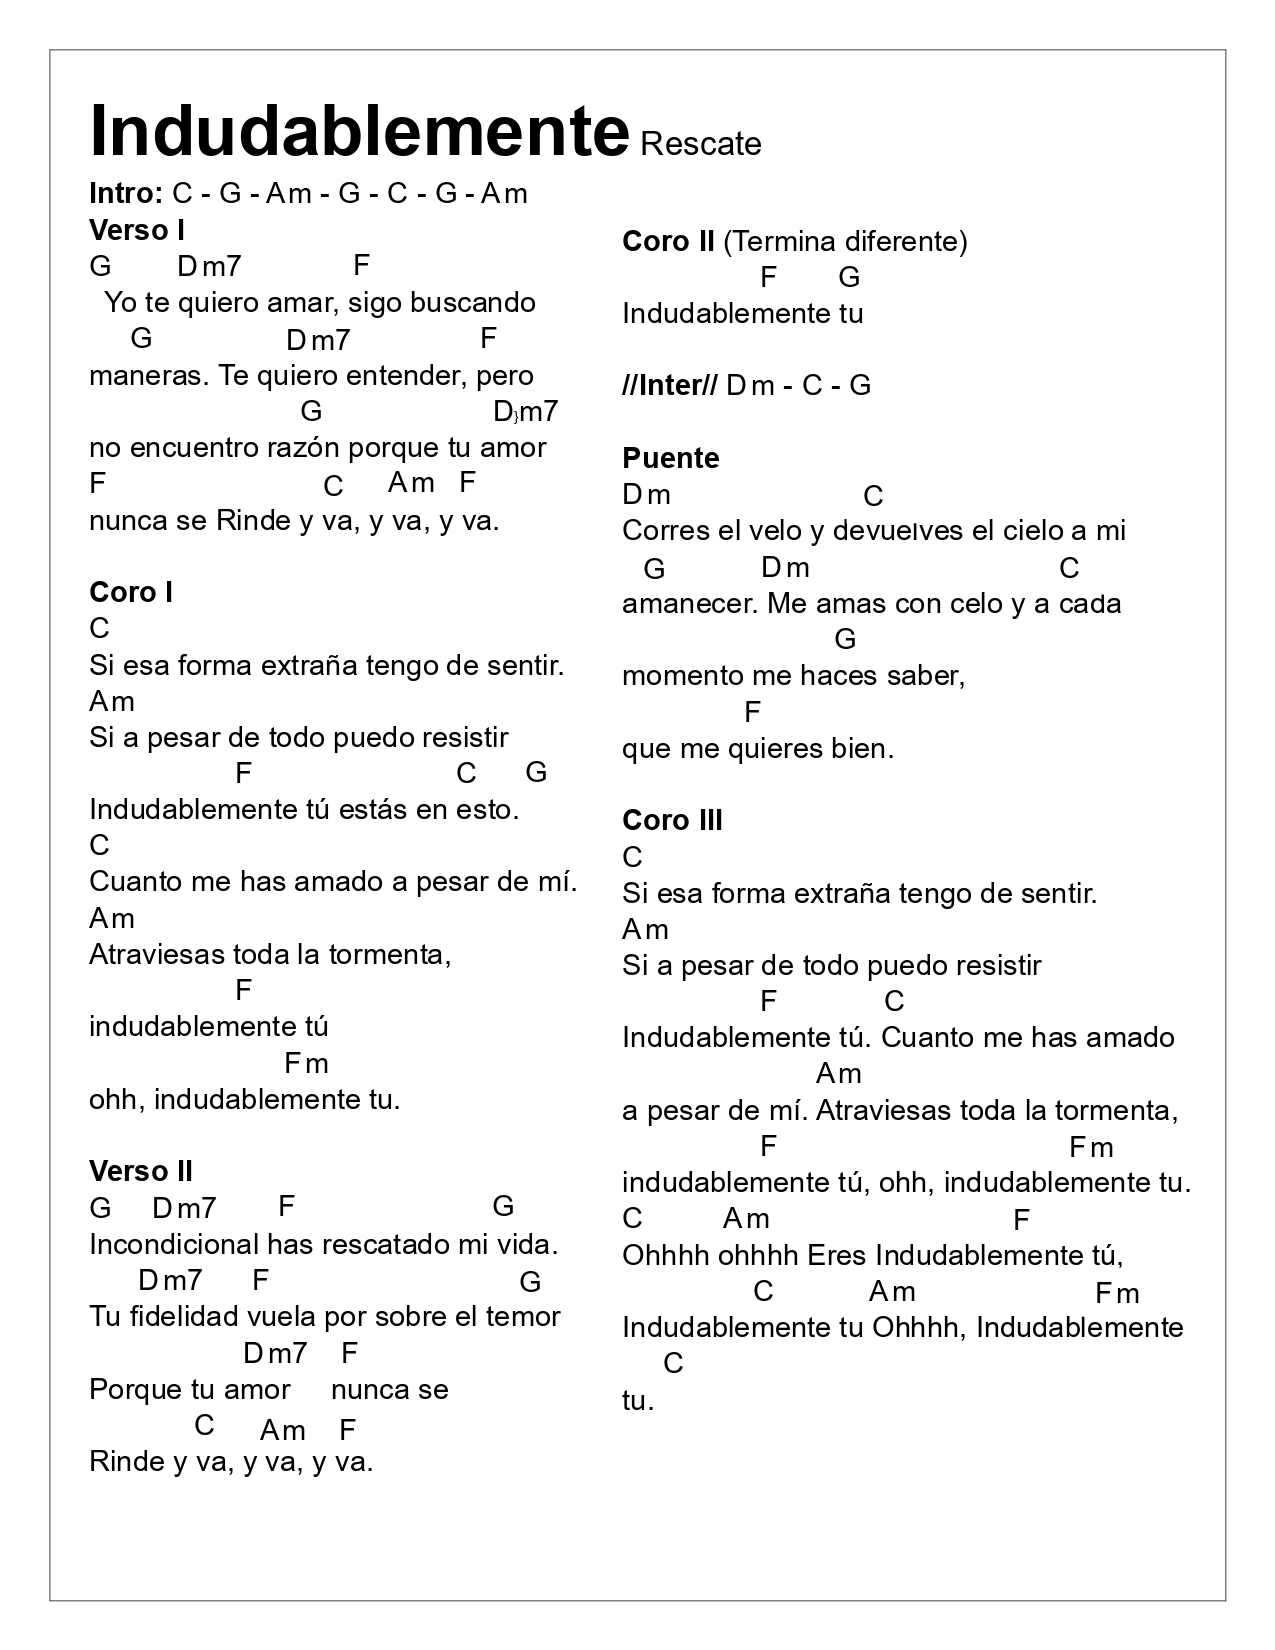 Indudablemente Rescate
Intro: C - G - Am - G - C - G - Am
Verso I
G Dm7 F
Yo te quiero amar, sigo buscando
G Dm7 F
maneras. Te quiero entender, pero
G D}m7
no encuentro razón porque tu amor
F C Am F
nunca se Rinde y va, y va, y va.
Coro I
C
Si esa forma extraña tengo de sentir.
Am
Si a pesar de todo puedo resistir
F C G
Indudablemente tú estás en esto.
C
Cuanto me has amado a pesar de mí.
Am
Atraviesas toda la tormenta,
F
indudablemente tú
Fm
ohh, indudablemente tu.
Verso II
G Dm7 F G
Incondicional has rescatado mi vida.
Dm7 F G
Tu fidelidad vuela por sobre el temor
Dm7 F
Porque tu amor nunca se
C Am F
Rinde y va, y va, y va.
Coro II (Termina diferente)
F G
Indudablemente tu
//Inter// Dm - C - G
Puente
Dm C
Corres el velo y devuelves el cielo a mi
G Dm C
amanecer. Me amas con celo y a cada
G
momento me haces saber,
F
que me quieres bien.
Coro III
C
Si esa forma extraña tengo de sentir.
Am
Si a pesar de todo puedo resistir
F C
Indudablemente tú. Cuanto me has amado
Am
a pesar de mí. Atraviesas toda la tormenta,
F Fm
indudablemente tú, ohh, indudablemente tu.
C Am F
Ohhhh ohhhh Eres Indudablemente tú,
C Am Fm
Indudablemente tu Ohhhh, Indudablemente
C
tu.